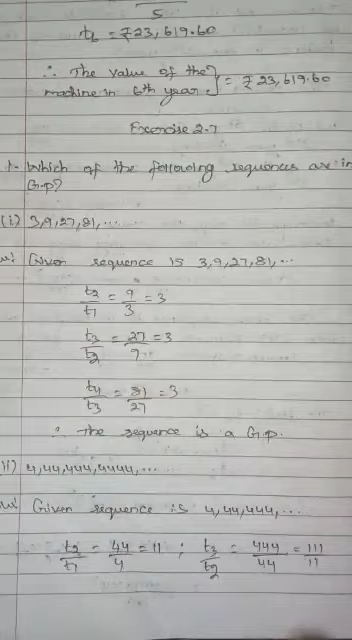 5
t₆ = ₹23,619.60
∴ The value of the machine in 6th year } = ₹23,619.60
Exercise 2.7
1. Which of the following sequences are in G.p?
(i) 3,9,27,81,...
Given sequence is 3,9,27,81,...
t₂/t₁ = 9/3 = 3
t₃/t₂ = 27/9 = 3
t₄/t₃ = 81/27 = 3
∴ The sequence is a G.p.
ii) 4,44,444,4444,...
Given sequence is 4,44,444,...
t₂/t₁ = 44/4 = 11 ; t₃/t₂ = 444/44 = 111/11